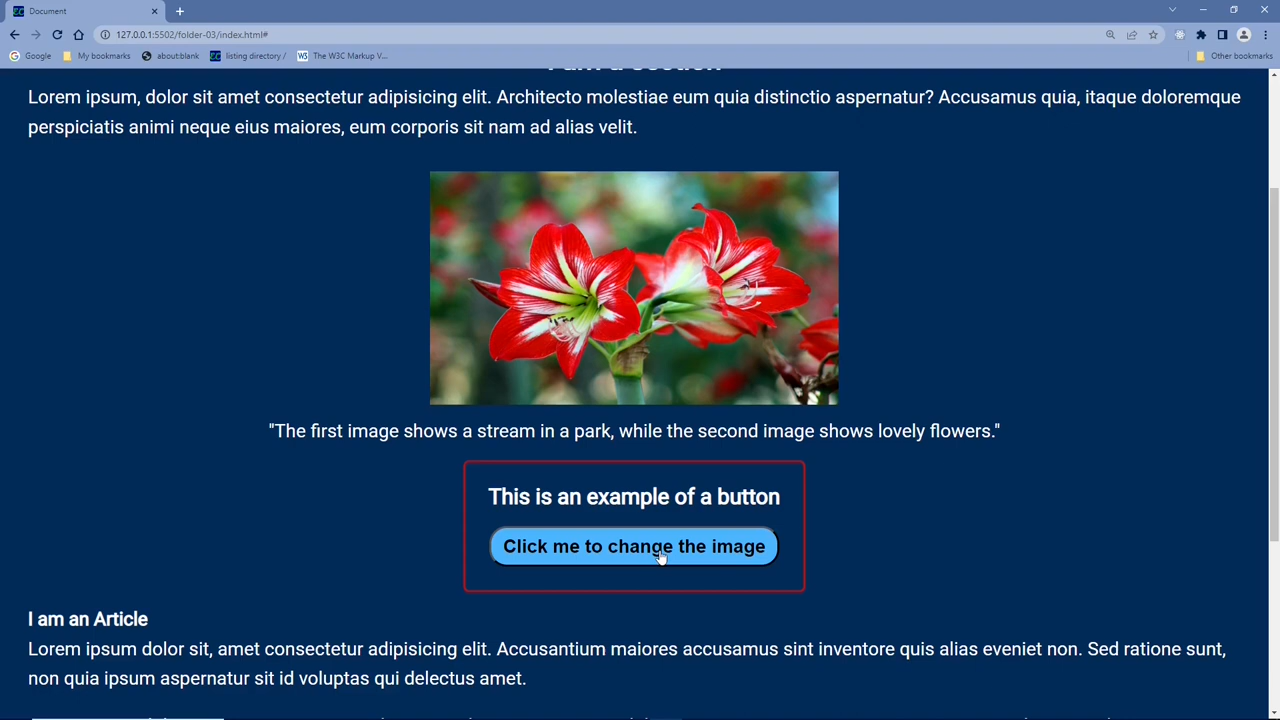 Document
127.0.0.1:5502/folder-03/index.html#
Google
My bookmarks
about:blank
listing directory /
The W3C Markup V...
Other bookmarks
Lorem ipsum, dolor sit amet consectetur adipisicing elit. Architecto molestiae eum quia distinctio aspernatur? Accusamus quia, itaque doloremque
perspiciatis animi neque eius maiores, eum corporis sit nam ad alias velit.
"The first image shows a stream in a park, while the second image shows lovely flowers."
This is an example of a button
Click me to change the image
I am an Article
Lorem ipsum dolor sit, amet consectetur adipisicing elit. Accusantium maiores accusamus sint inventore quis alias eveniet non. Sed ratione sunt,
non quia ipsum aspernatur sit id voluptas qui delectus amet.